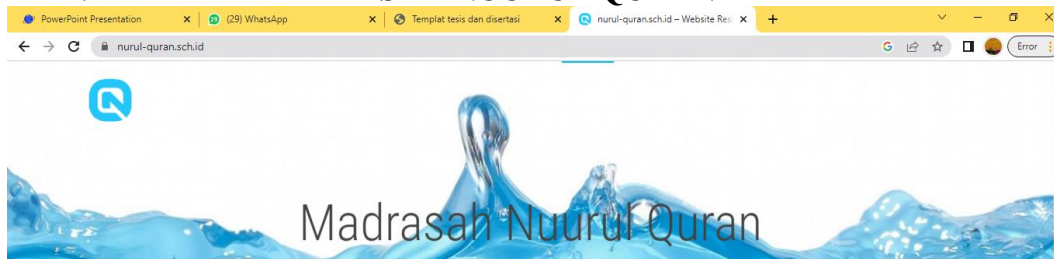 PowerPoint Presentation
(29) WhatsApp
Templat tesis dan disertasi
nurul-quran.sch.id – Website Res
nurul-quran.sch.id
Error
Madrasah Nuurul Quran